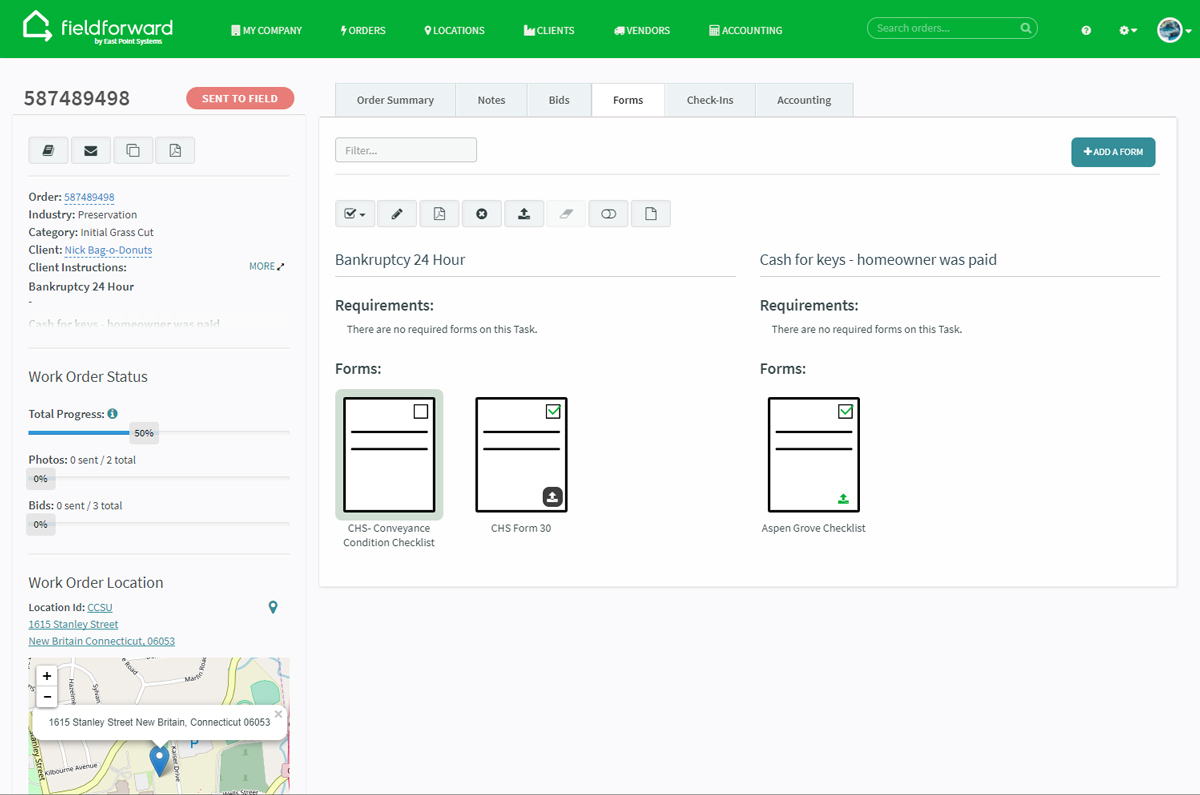 fieldforward
by East Point Systems
MY COMPANY
ORDERS
LOCATIONS
CLIENTS
VENDORS
ACCOUNTING
Search orders...
587489498
SENT TO FIELD
Order: 587489498
Industry: Preservation
Category: Initial Grass Cut
Client: Nick Bag-o-Donuts
Client Instructions:
MORE
Bankruptcy 24 Hour
-
Cash for keys - homeowner was paid
Work Order Status
Total Progress:
50%
Photos: 0 sent / 2 total
0%
Bids: 0 sent / 3 total
0%
Work Order Location
Location Id: CCSU
1615 Stanley Street
New Britain Connecticut, 06053
+
−
Martin Road
Hazelme
Sylvan
Road
1615 Stanley Street New Britain, Connecticut 06053
×
Stanley Street
Kilbourne Avenue
Kaiser Drive
P
Wells Street
Order Summary
Notes
Bids
Forms
Check-Ins
Accounting
Filter...
+ ADD A FORM
Bankruptcy 24 Hour
Requirements:
There are no required forms on this Task.
Forms:
CHS- Conveyance
Condition Checklist
CHS Form 30
Cash for keys - homeowner was paid
Requirements:
There are no required forms on this Task.
Forms:
Aspen Grove Checklist